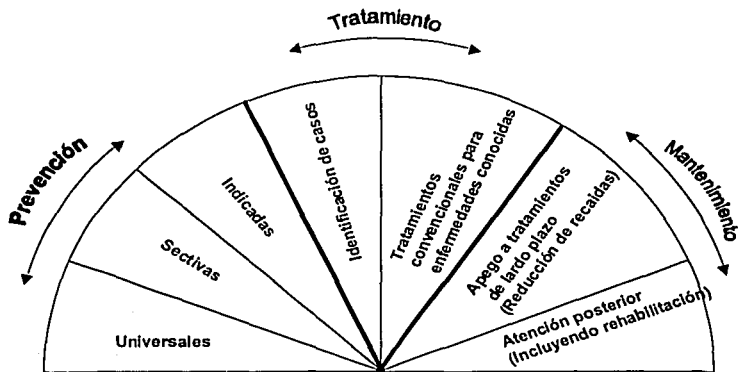 Tratamiento
Prevención
Mantenimiento
Universales
Sectivas
Indicadas
Identificación de casos
Tratamientos
convencionales para
enfermedades conocidas
Apego a tratamientos
de lardo plazo
(Reducción de recaidas)
Atención posterior
(Incluyendo rehabilitación)